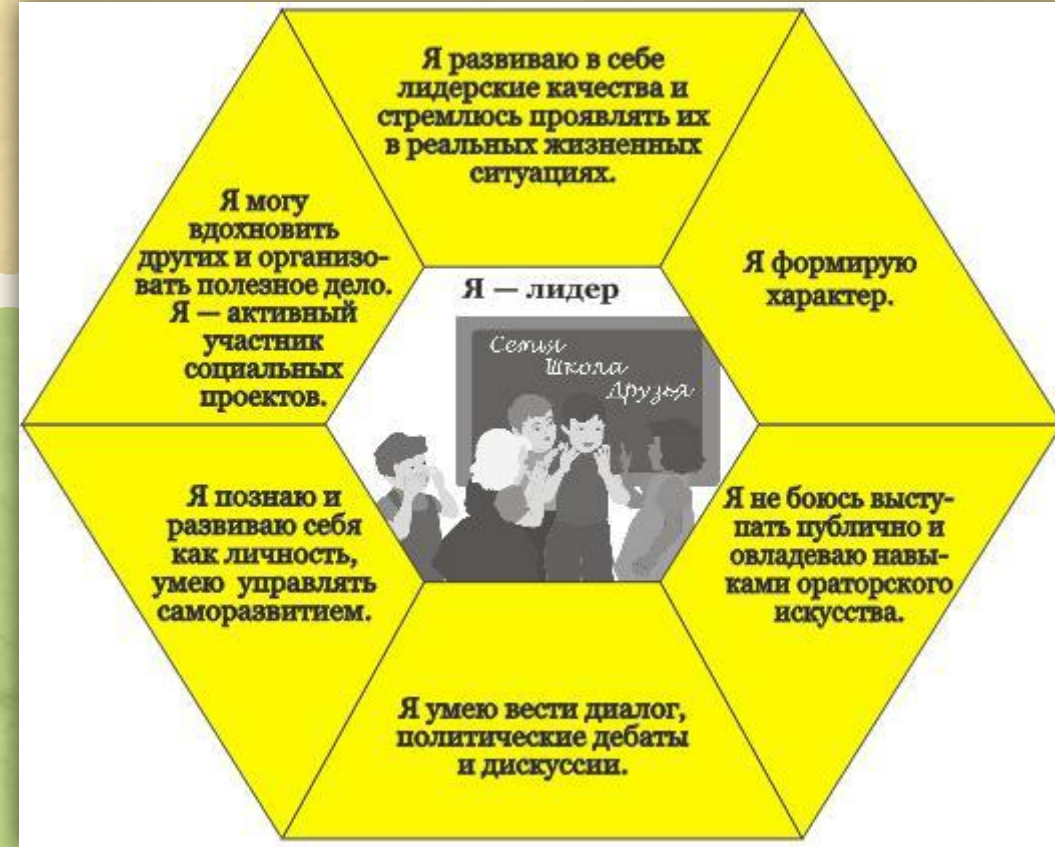 Я развиваю в себе
лидерские качества и
стремлюсь проявлять их
в реальных жизненных
ситуациях.
Я могу
вдохновить
других и организо-
вать полезное дело.
Я — активный
участник
социальных
проектов.
Я формирую
характер.
Я — лидер
Семья
Школа
Друзья
Я познаю и
развиваю себя
как личность,
умею управлять
саморазвитием.
Я не боюсь высту-
пать публично и
овладеваю навы-
ками ораторского
искусства.
Я умею вести диалог,
политические дебаты
и дискуссии.